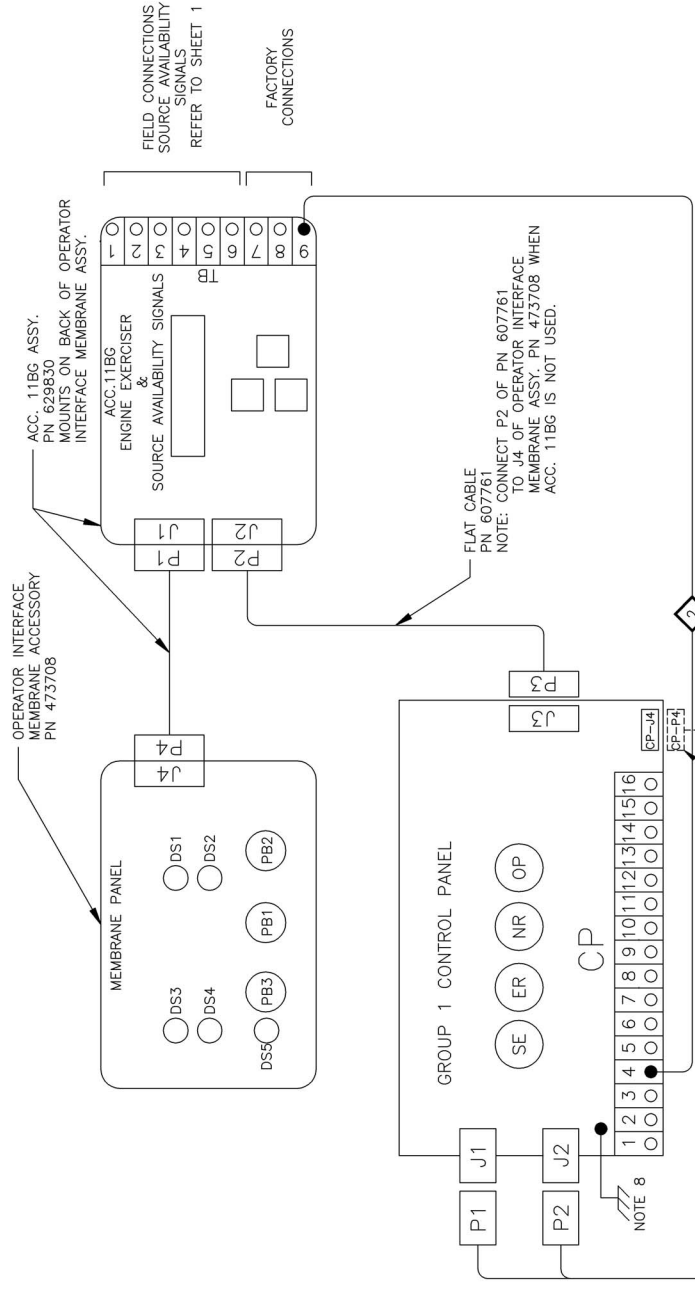 OPERATOR INTERFACE
MEMBRANE ACCESSORY
PN 473708
ACC. 11BG ASSY.
PN 629830
MOUNTS ON BACK OF OPERATOR
INTERFACE MEMBRANE ASSY.
MEMBRANE PANEL
DS3
DS4
DS5
DS1
DS2
PB3
PB1
PB2
J4
P4
P1
J1
P2
J2
ACC.11BG
ENGINE EXERCISER
&
SOURCE AVAILABILITY SIGNALS
TB
1
2
3
4
5
6
7
8
9
FIELD CONNECTIONS
SOURCE AVAILABILITY
SIGNALS
REFER TO SHEET 1
FACTORY
CONNECTIONS
FLAT CABLE
PN 607761
NOTE: CONNECT P2 OF PN 607761
TO J4 OF OPERATOR INTERFACE
MEMBRANE ASSY. PN 473708 WHEN
ACC. 11BG IS NOT USED.
GROUP 1 CONTROL PANEL
SE
ER
NR
OP
CP
J3
P3
P1
J1
P2
J2
NOTE 8
1 2 3 4 5 6 7 8 9 10 11 12 13 14 15 16
CP-J4
CP-P4